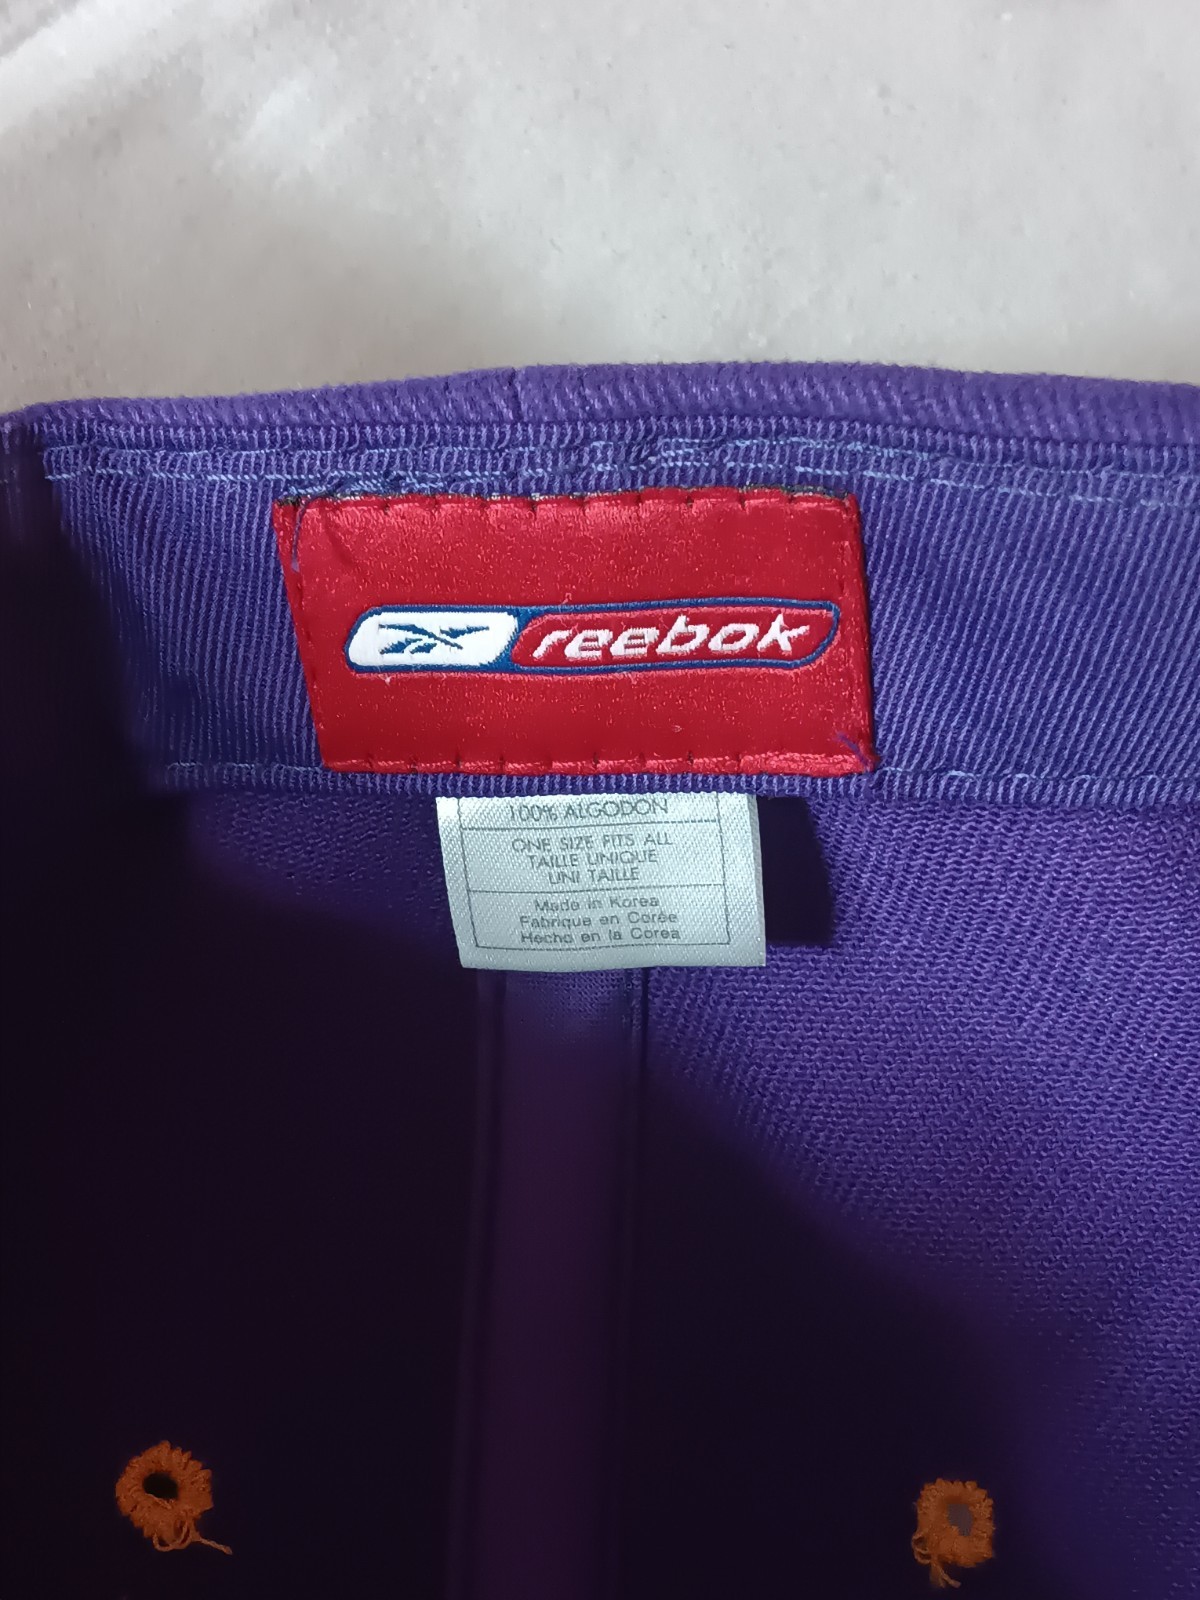 reebok
100% ALGODON
ONE SIZE FITS ALL
TAILLE UNIQUE
UNI TAILLE
Made in Korea
Fabrique en Corée
Hecho en la Corea